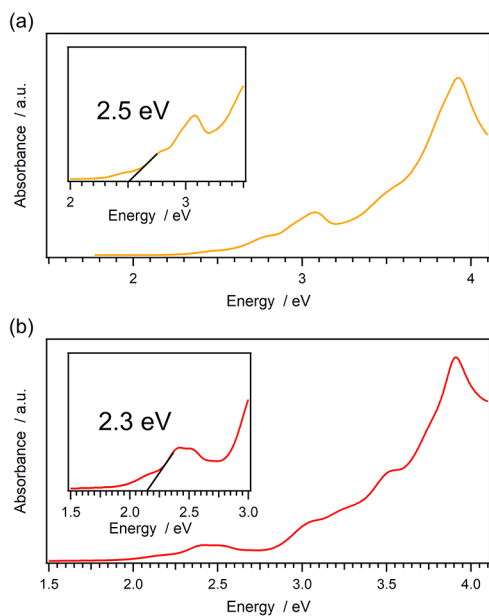 (a)
Absorbance / a.u.
2.5 eV
2
3
Energy / eV
2
3
4
Energy / eV
(b)
Absorbance / a.u.
2.3 eV
1.5
2.0
2.5
3.0
Energy / eV
1.5
2.0
2.5
3.0
3.5
4.0
Energy / eV